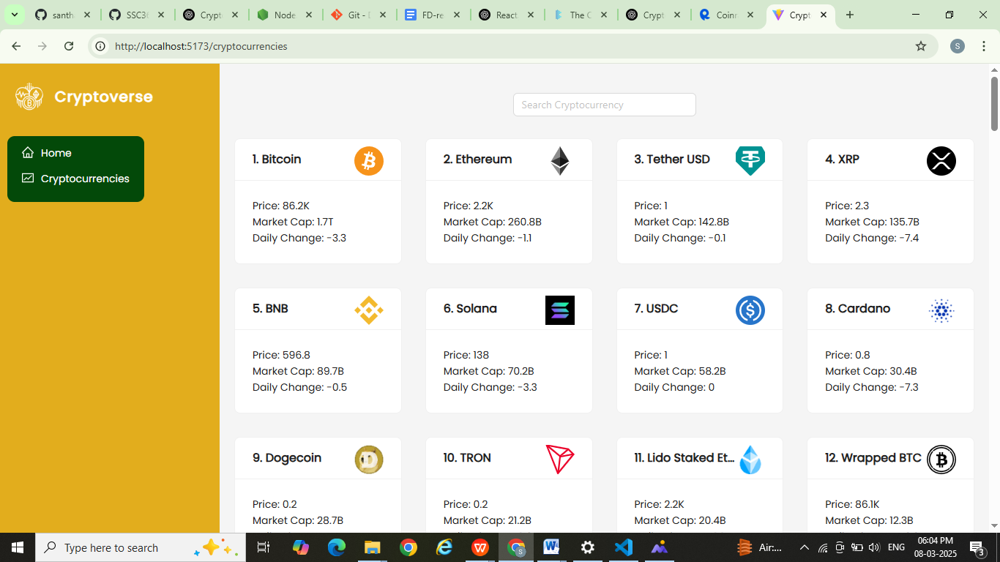 santh
SSC3
Crypt
Node
Git - D
FD-re
React
The C
Crypt
Coinr
Crypt
http://localhost:5173/cryptocurrencies
S
Cryptoverse
Home
Cryptocurrencies
Search Cryptocurrency
1. Bitcoin
Price: 86.2K
Market Cap: 1.7T
Daily Change: -3.3
2. Ethereum
Price: 2.2K
Market Cap: 260.8B
Daily Change: -1.1
3. Tether USD
Price: 1
Market Cap: 142.8B
Daily Change: -0.1
4. XRP
Price: 2.3
Market Cap: 135.7B
Daily Change: -7.4
5. BNB
Price: 596.8
Market Cap: 89.7B
Daily Change: -0.5
6. Solana
Price: 138
Market Cap: 70.2B
Daily Change: -3.3
7. USDC
Price: 1
Market Cap: 58.2B
Daily Change: 0
8. Cardano
Price: 0.8
Market Cap: 30.4B
Daily Change: -7.3
9. Dogecoin
Price: 0.2
Market Cap: 28.7B
10. TRON
Price: 0.2
Market Cap: 21.2B
11. Lido Staked Et...
Price: 2.2K
Market Cap: 20.4B
12. Wrapped BTC
Price: 86.1K
Market Cap: 12.3B
Type here to search
Air:...
ENG
06:04 PM
08-03-2025
3